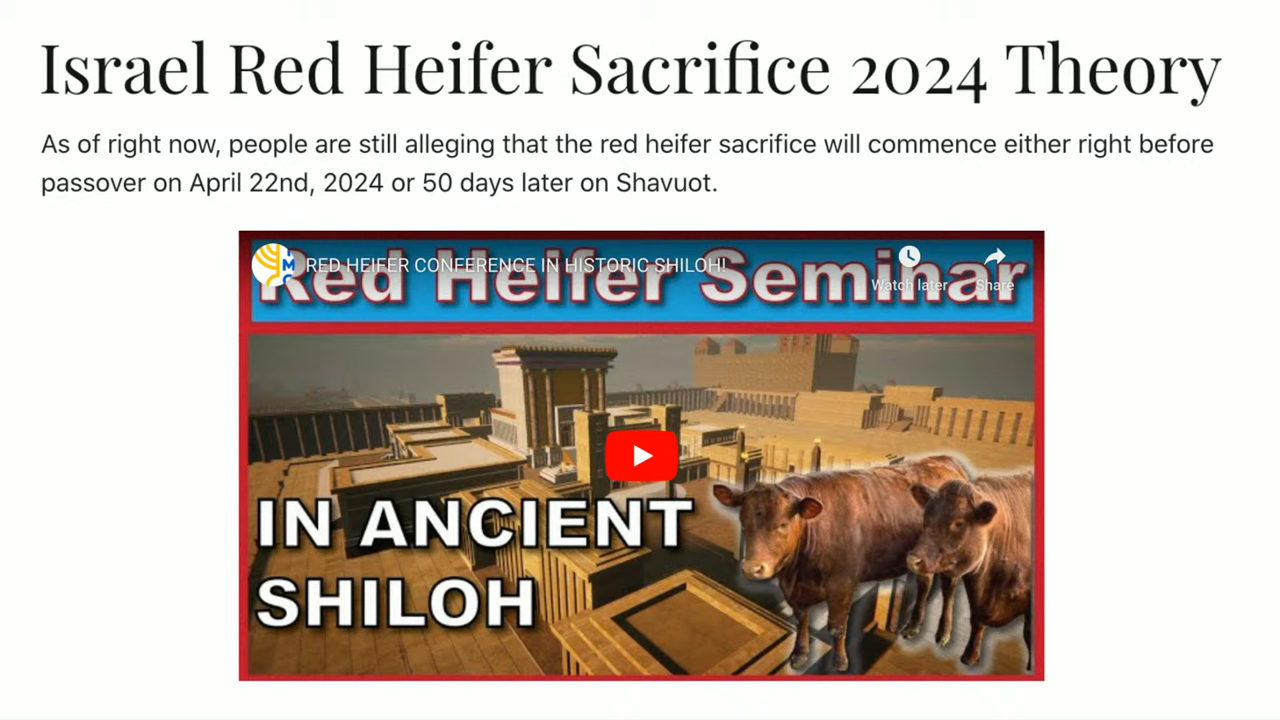 Israel Red Heifer Sacrifice 2024 Theory
As of right now, people are still alleging that the red heifer sacrifice will commence either right before
passover on April 22nd, 2024 or 50 days later on Shavuot.
M
RED HEIFER CONFERENCE IN HISTORIC SHILOH!
Watch later
Share
Red Heifer Seminar
IN ANCIENT
SHILOH